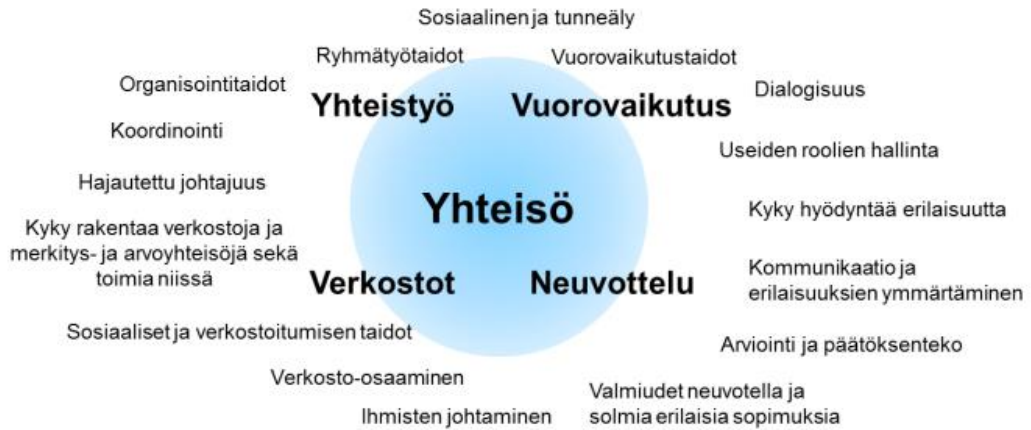 Sosiaalinen ja tunneäly
Ryhmätyötaidot
Vuorovaikutustaidot
Organisointitaidot
Yhteistyö
Vuorovaikutus
Dialogisuus
Koordinointi
Useiden roolien hallinta
Hajautettu johtajuus
Yhteisö
Kyky hyödyntää erilaisuutta
Kyky rakentaa verkostoja ja
merkitys- ja arvoyhteisöjä sekä
toimia niissä
Verkostot
Neuvottelu
Kommunikaatio ja
erilaisuuksien ymmärtäminen
Sosiaaliset ja verkostoitumisen taidot
Arviointi ja päätöksenteko
Verkosto-osaaminen
Ihmisten johtaminen
Valmiudet neuvotella ja
solmia erilaisia sopimuksia